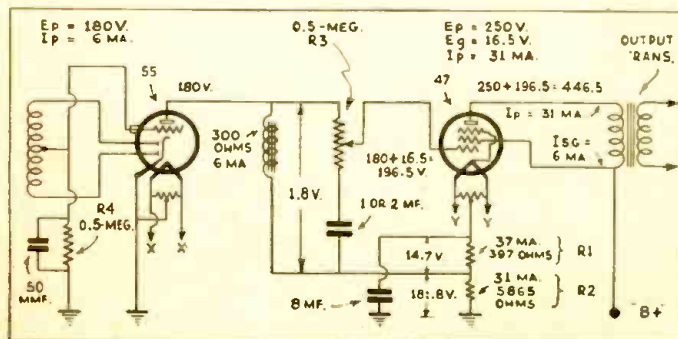 Ep = 180V.
Ip = 6 MA.
55
180V.
0.5-MEG.
R3
Ep = 250V.
Eg = 16.5 V.
Ip = 31 MA.
47
250+196.5=446.5
OUTPUT
TRANS.
Ip = 31 MA.
ISG =
6 MA.
300
OHMS
6 MA
1.8V.
180+16.5=
196.5V.
1 OR 2 MF.
R4
0.5-MEG.
50
MMF.
X
X
Y
Y
14.7V.
37 MA.
397 OHMS
R1
8 MF.
181.8V.
31 MA.
5865
OHMS
R2
"B+"